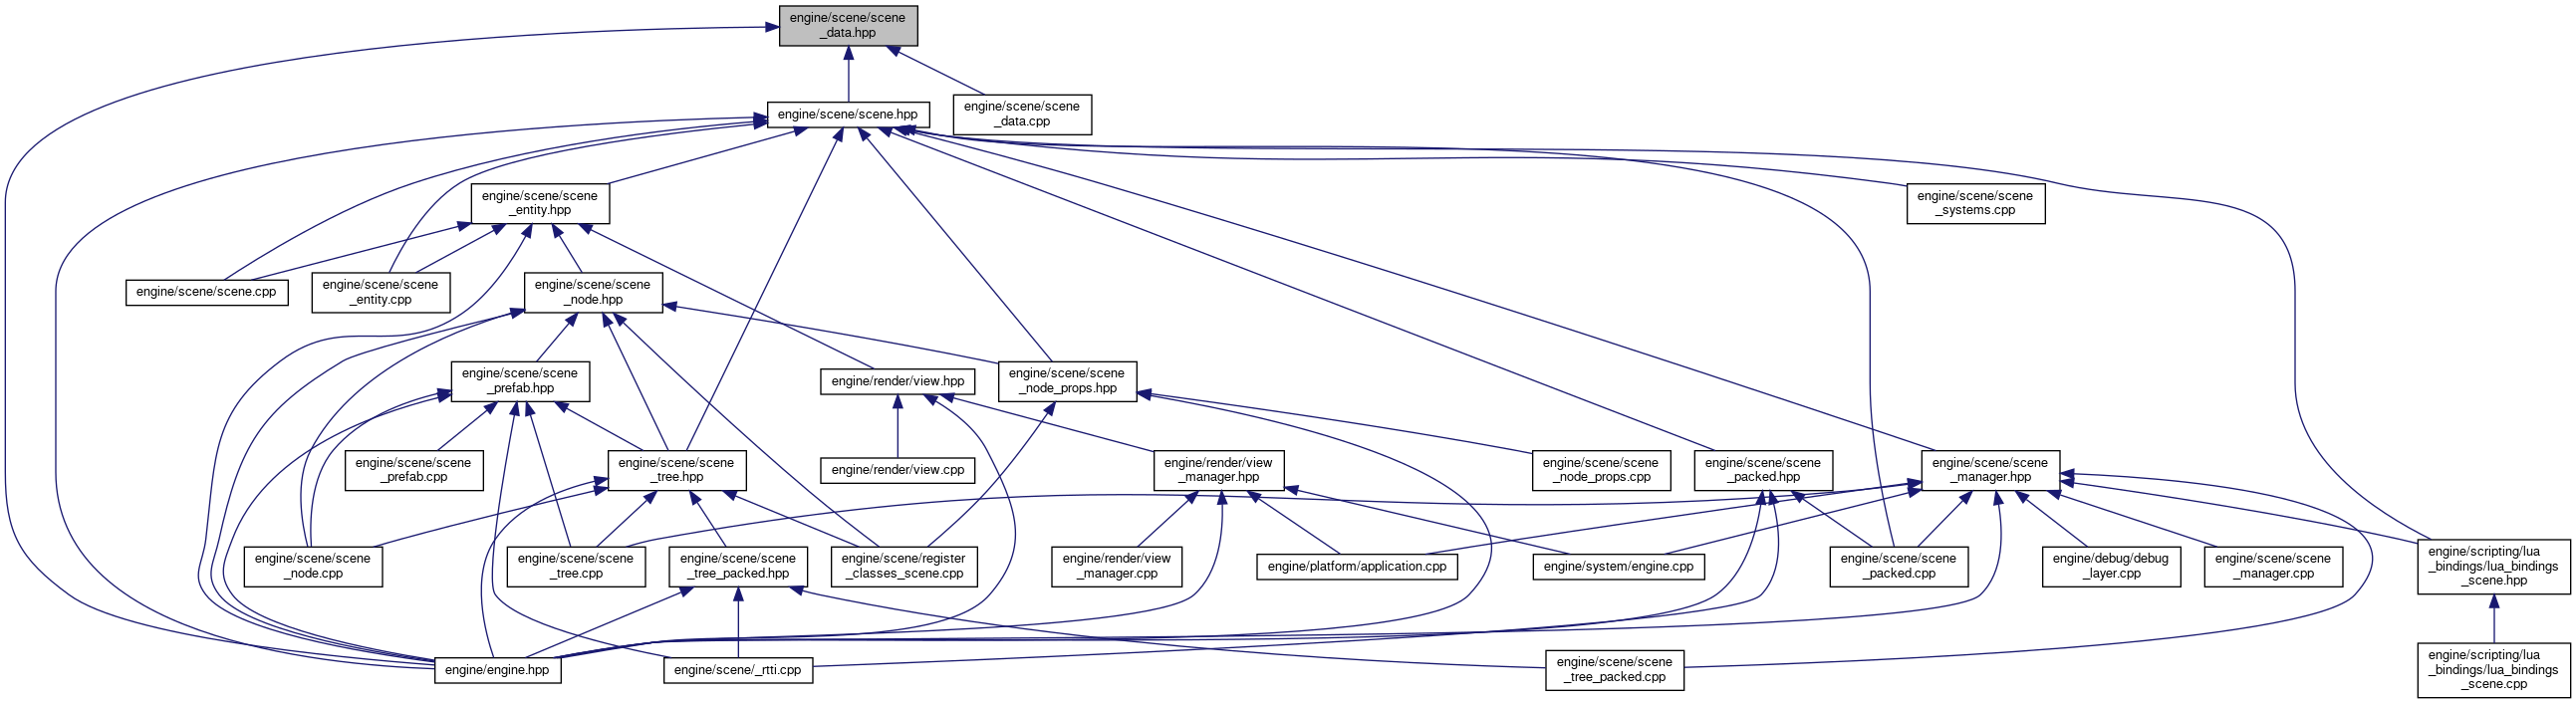 engine/scene/scene
_data.hpp
engine/scene/scene.hpp
engine/scene/scene
_data.cpp
engine/scene/scene
_entity.hpp
engine/scene/scene
_systems.cpp
engine/scene/scene.cpp
engine/scene/scene
_entity.cpp
engine/scene/scene
_node.hpp
engine/scene/scene
_prefab.hpp
engine/render/view.hpp
engine/scene/scene
_node_props.hpp
engine/scene/scene
_prefab.cpp
engine/scene/scene
_tree.hpp
engine/render/view.cpp
engine/render/view
_manager.hpp
engine/scene/scene
_node_props.cpp
engine/scene/scene
_packed.hpp
engine/scene/scene
_manager.hpp
engine/scene/scene
_node.cpp
engine/scene/scene
_tree.cpp
engine/scene/scene
_tree_packed.hpp
engine/scene/register
_classes_scene.cpp
engine/render/view
_manager.cpp
engine/platform/application.cpp
engine/system/engine.cpp
engine/scene/scene
_packed.cpp
engine/debug/debug
_layer.cpp
engine/scene/scene
_manager.cpp
engine/scripting/lua
_bindings/lua_bindings
_scene.hpp
engine/engine.hpp
engine/scene/_rtti.cpp
engine/scene/scene
_tree_packed.cpp
engine/scripting/lua
_bindings/lua_bindings
_scene.cpp